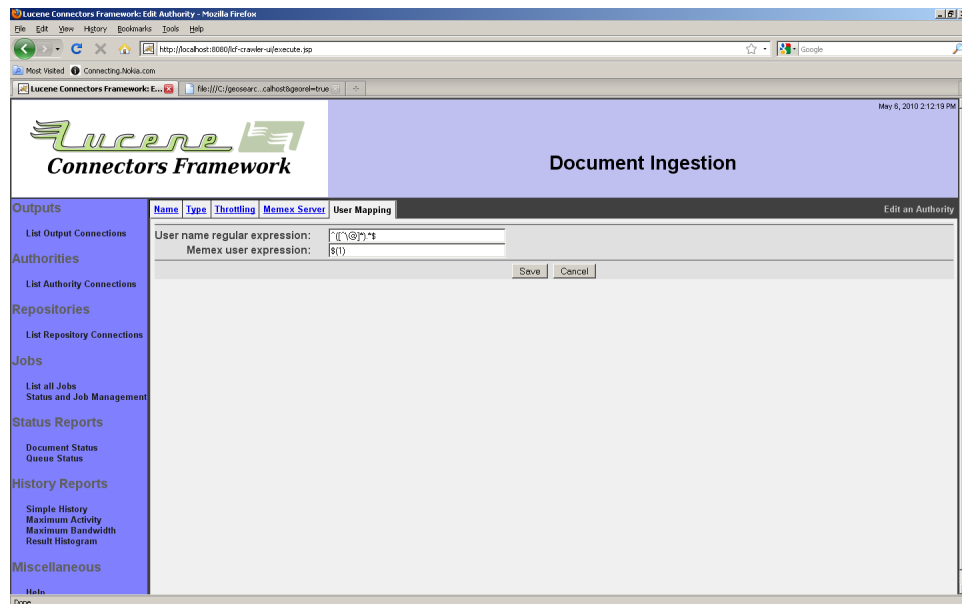 Lucene Connectors Framework: Edit Authority - Mozilla Firefox
File Edit View History Bookmarks Tools Help
http://localhost:8080/lcf-crawler-ui/execute.jsp
Google
Most Visited Connecting.Nokia.com
Lucene Connectors Framework: E... file:///C:/geosearc...calhost&georel=true
May 6, 2010 2:12:19 PM
Lucene
Connectors Framework
Document Ingestion
Outputs
Name Type Throttling Memex Server User Mapping
Edit an Authority
List Output Connections
User name regular expression: ^([^\@]*).*$
Memex user expression: $(1)
Save Cancel
Authorities
List Authority Connections
Repositories
List Repository Connections
Jobs
List all Jobs
Status and Job Management
Status Reports
Document Status
Queue Status
History Reports
Simple History
Maximum Activity
Maximum Bandwidth
Result Histogram
Miscellaneous
Help
Done